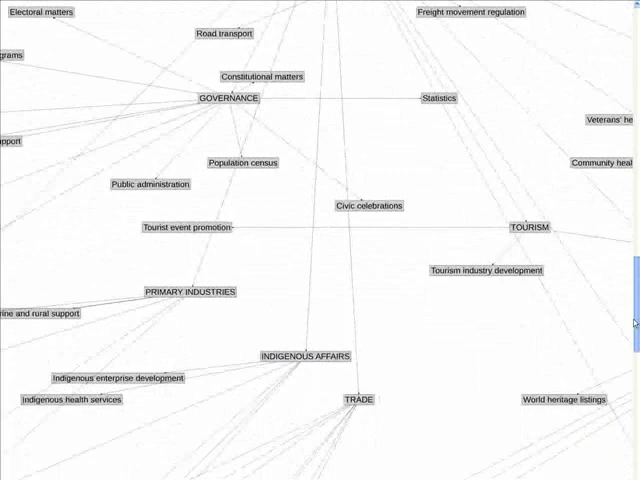 Electoral matters
Freight movement regulation
Road transport
grams
Constitutional matters
GOVERNANCE
Statistics
Veterans' he
pport
Population census
Community heal
Public administration
Civic celebrations
Tourist event promotion
TOURISM
Tourism industry development
PRIMARY INDUSTRIES
rine and rural support
INDIGENOUS AFFAIRS
Indigenous enterprise development
Indigenous health services
TRADE
World heritage listings